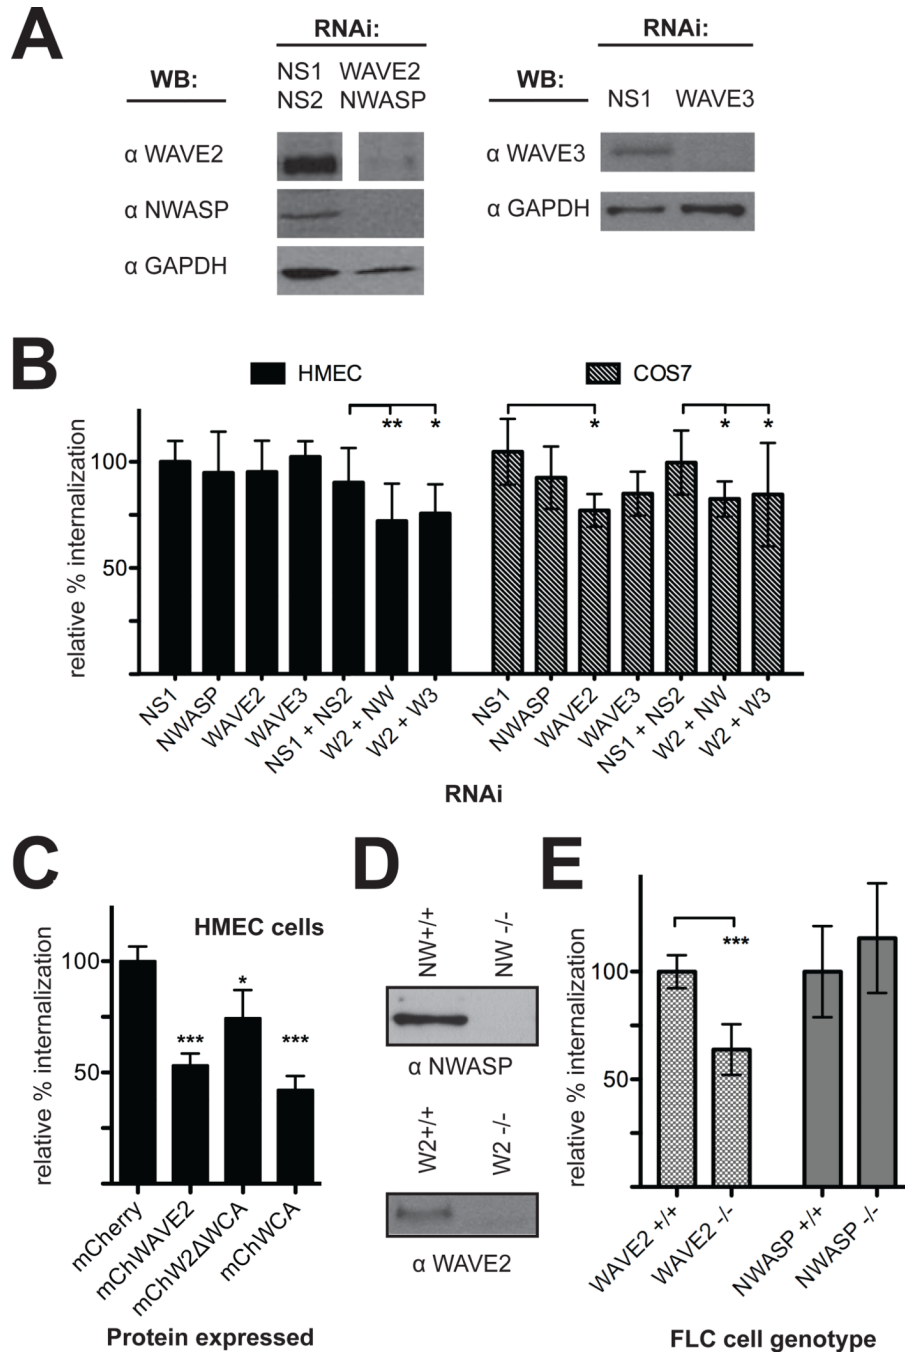 A
RNAi:
WB:
NS1 WAVE2
NS2 NWASP
α WAVE2
α NWASP
α GAPDH
RNAi:
WB:
NS1 WAVE3
α WAVE3
α GAPDH
B
HMEC
COS7
relative % internalization
100
50
** * * * *
NS1
NWASP
WAVE2
WAVE3
NS1 + NS2
W2 + NW
W2 + W3
NS1
NWASP
WAVE2
WAVE3
NS1 + NS2
W2 + NW
W2 + W3
RNAi
C
HMEC cells
relative % internalization
100
50
*** * ***
mCherry
mChWAVE2
mChW2ΔWCA
mChWCA
Protein expressed
D
NW+/+
NW -/-
α NWASP
W2+/+
W2 -/-
α WAVE2
E
relative % internalization
100
50
***
WAVE2 +/+
WAVE2 -/-
NWASP +/+
NWASP -/-
FLC cell genotype